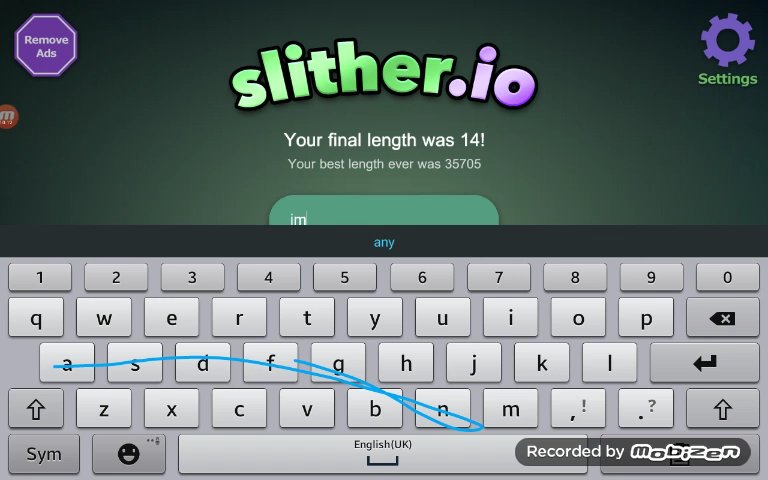 Remove
Ads
slither.io
Settings
Your final length was 14!
Your best length ever was 35705
im
any
1 2 3 4 5 6 7 8 9 0
q w e r t y u i o p
a s d f g h j k l
z x c v b n m , ! . ?
Sym
English(UK)
Recorded by mobizen